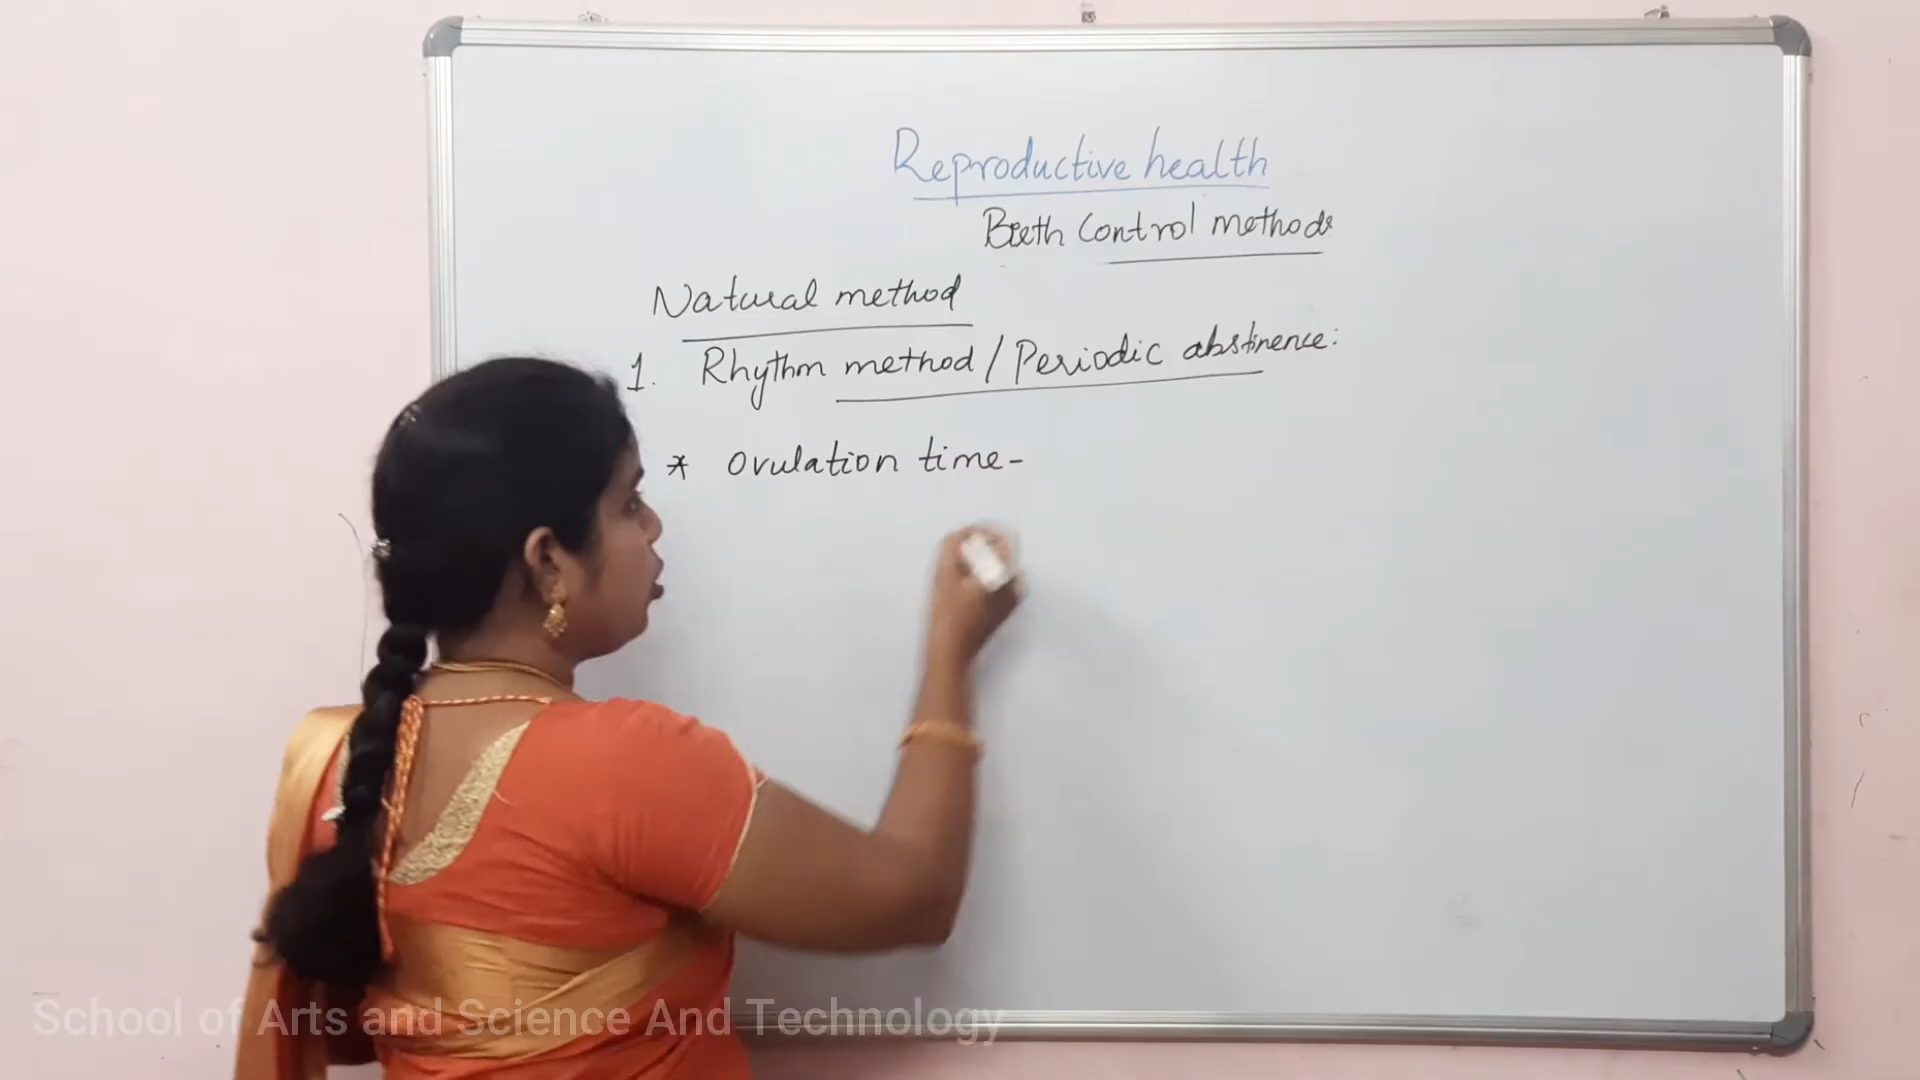 Reproductive health
Birth Control methods
Natural method
1. Rhythm method / Periodic abstinence:
* Ovulation time-
School of Arts and Science And Technology